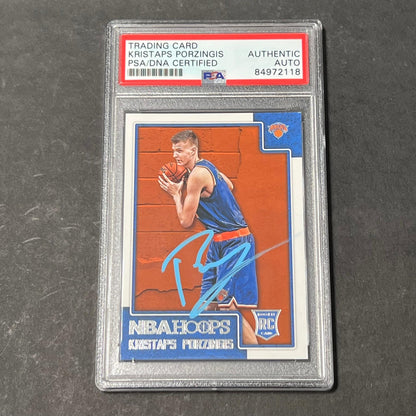 TRADING CARD
KRISTAPS PORZINGIS
PSA/DNA CERTIFIED
AUTHENTIC
AUTO
84972118
PSA
NBA HOOPS
RC
KRISTAPS PORZINGIS